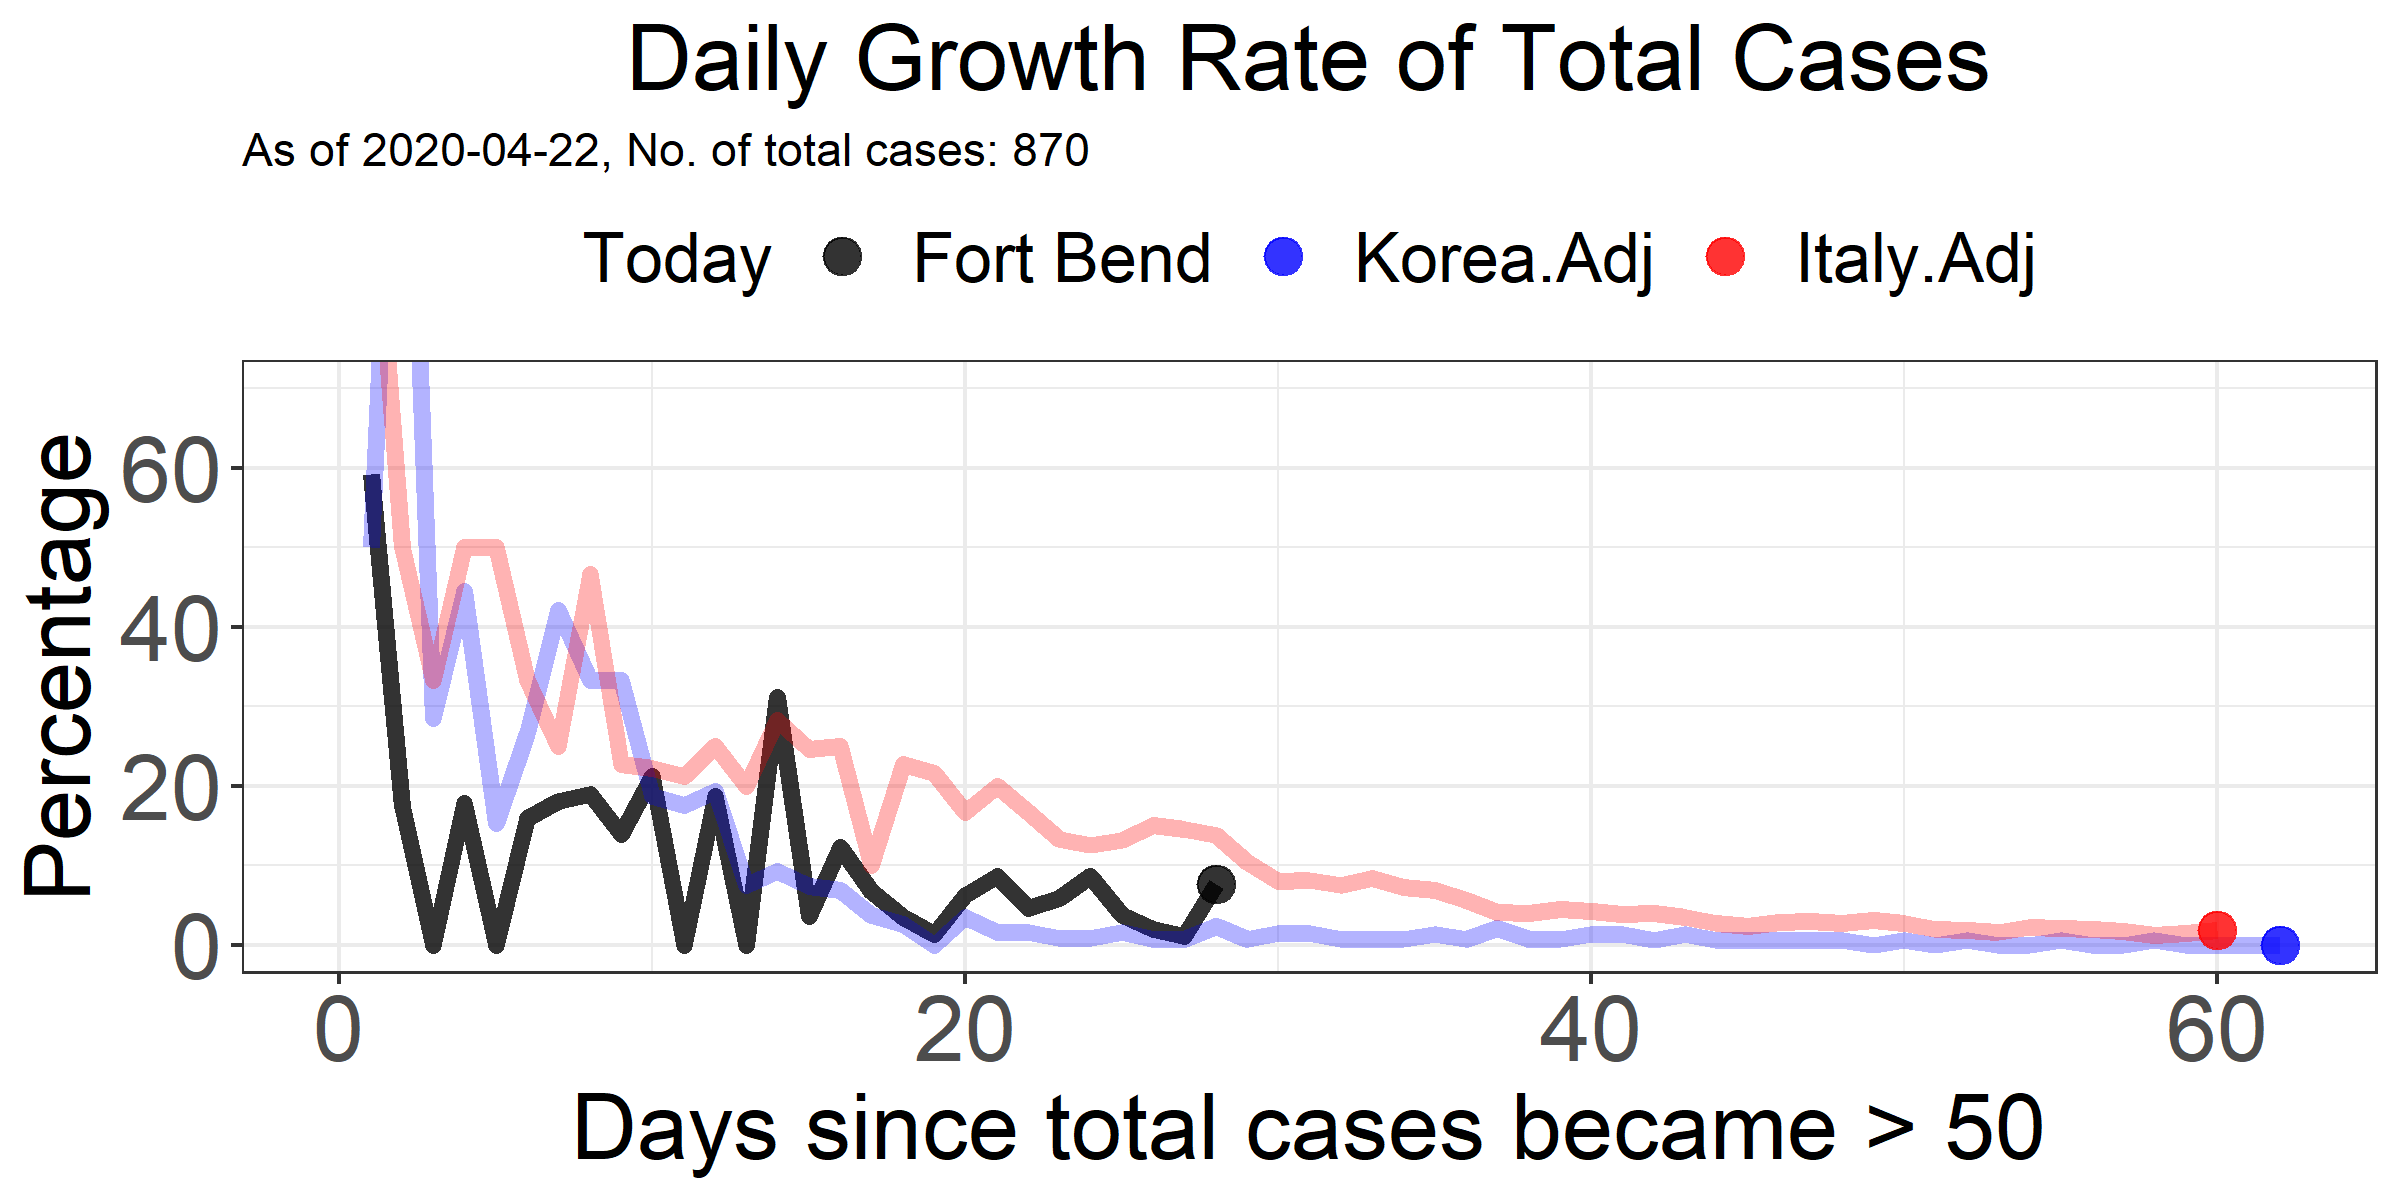 Daily Growth Rate of Total Cases
As of 2020-04-22, No. of total cases: 870
Today Fort Bend Korea.Adj Italy.Adj
Percentage
60
40
20
0
0 20 40 60
Days since total cases became > 50